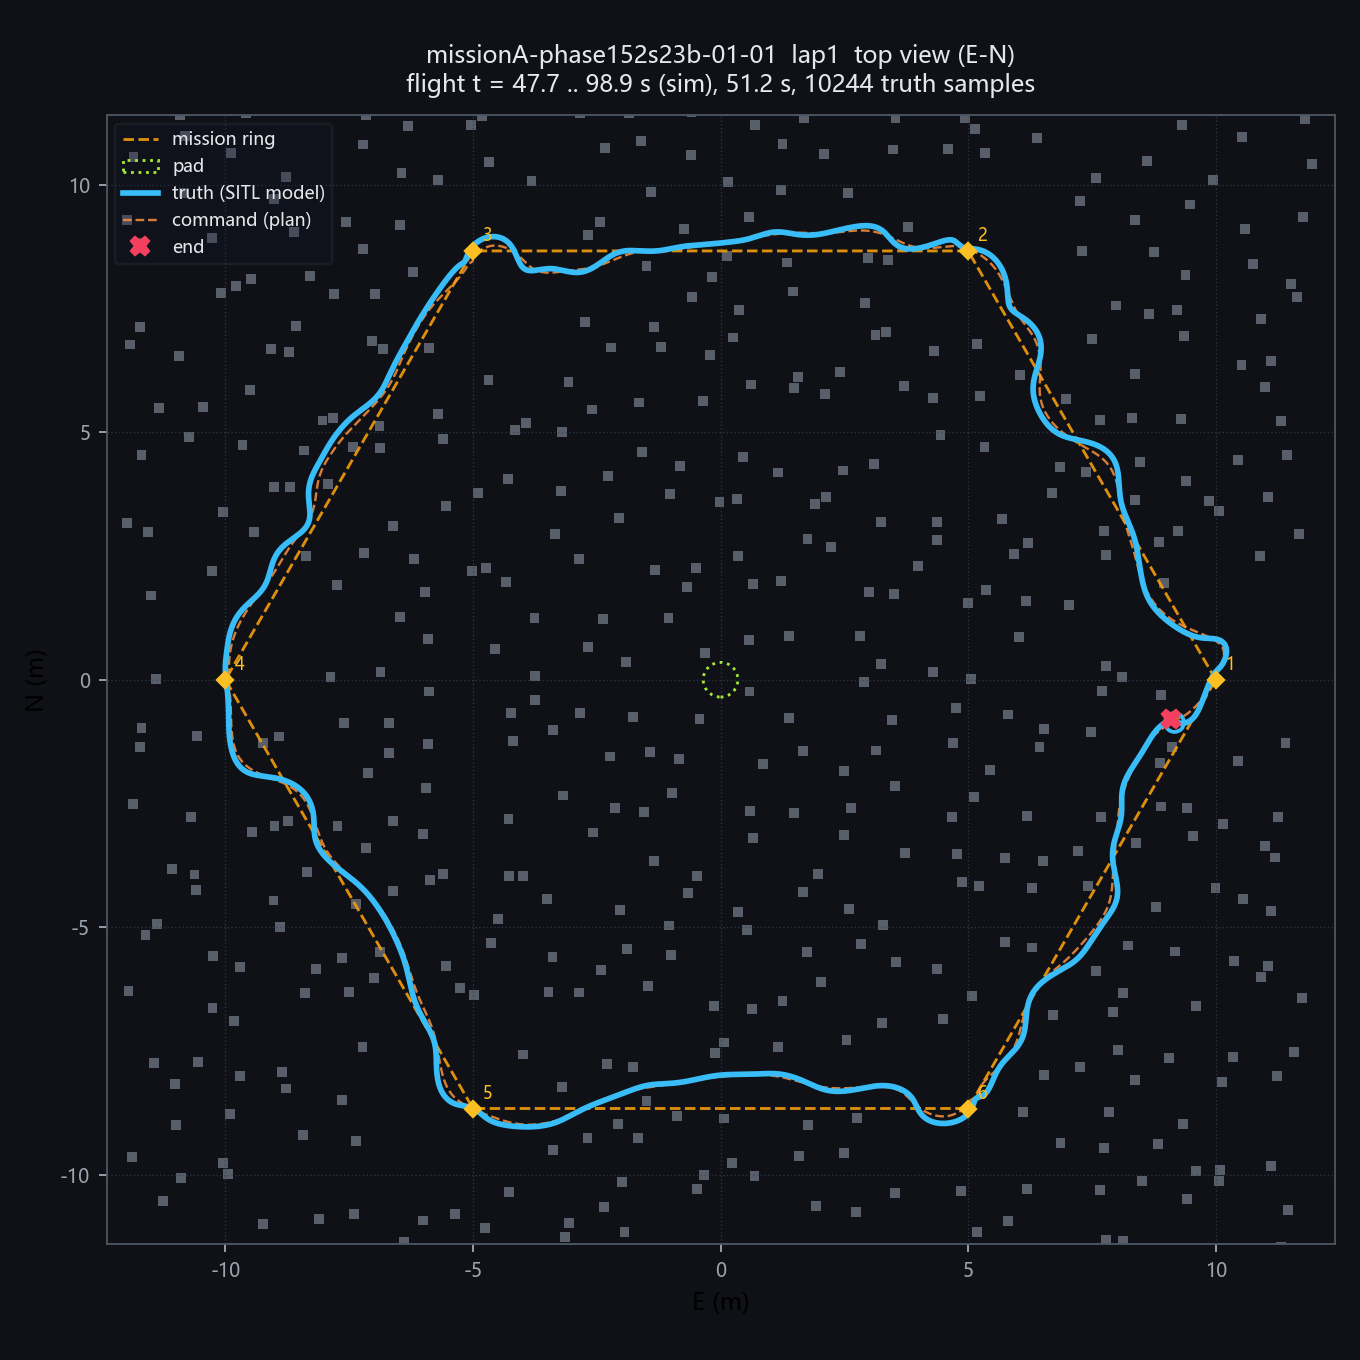 missionA-phase152s23b-01-01 lap1 top view (E-N)
flight t = 47.7 .. 98.9 s (sim), 51.2 s, 10244 truth samples
mission ring
pad
truth (SITL model)
command (plan)
end
10
5
0
-5
-10
N (m)
3
2
4
1
5
6
-10
-5
0
5
10
E (m)